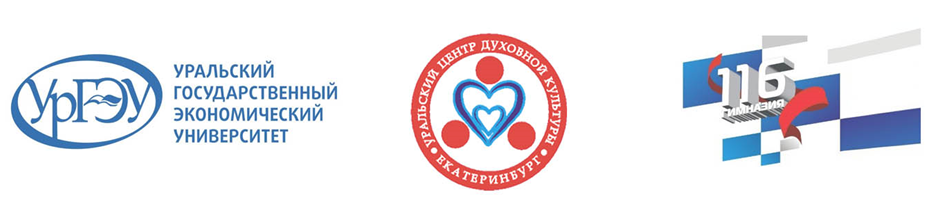 УрГЭУ
УРАЛЬСКИЙ
ГОСУДАРСТВЕННЫЙ
ЭКОНОМИЧЕСКИЙ
УНИВЕРСИТЕТ
УРАЛЬСКИЙ ЦЕНТР ДУХОВНОЙ КУЛЬТУРЫ
• ЕКАТЕРИНБУРГ •
116
ГИМНАЗИЯ